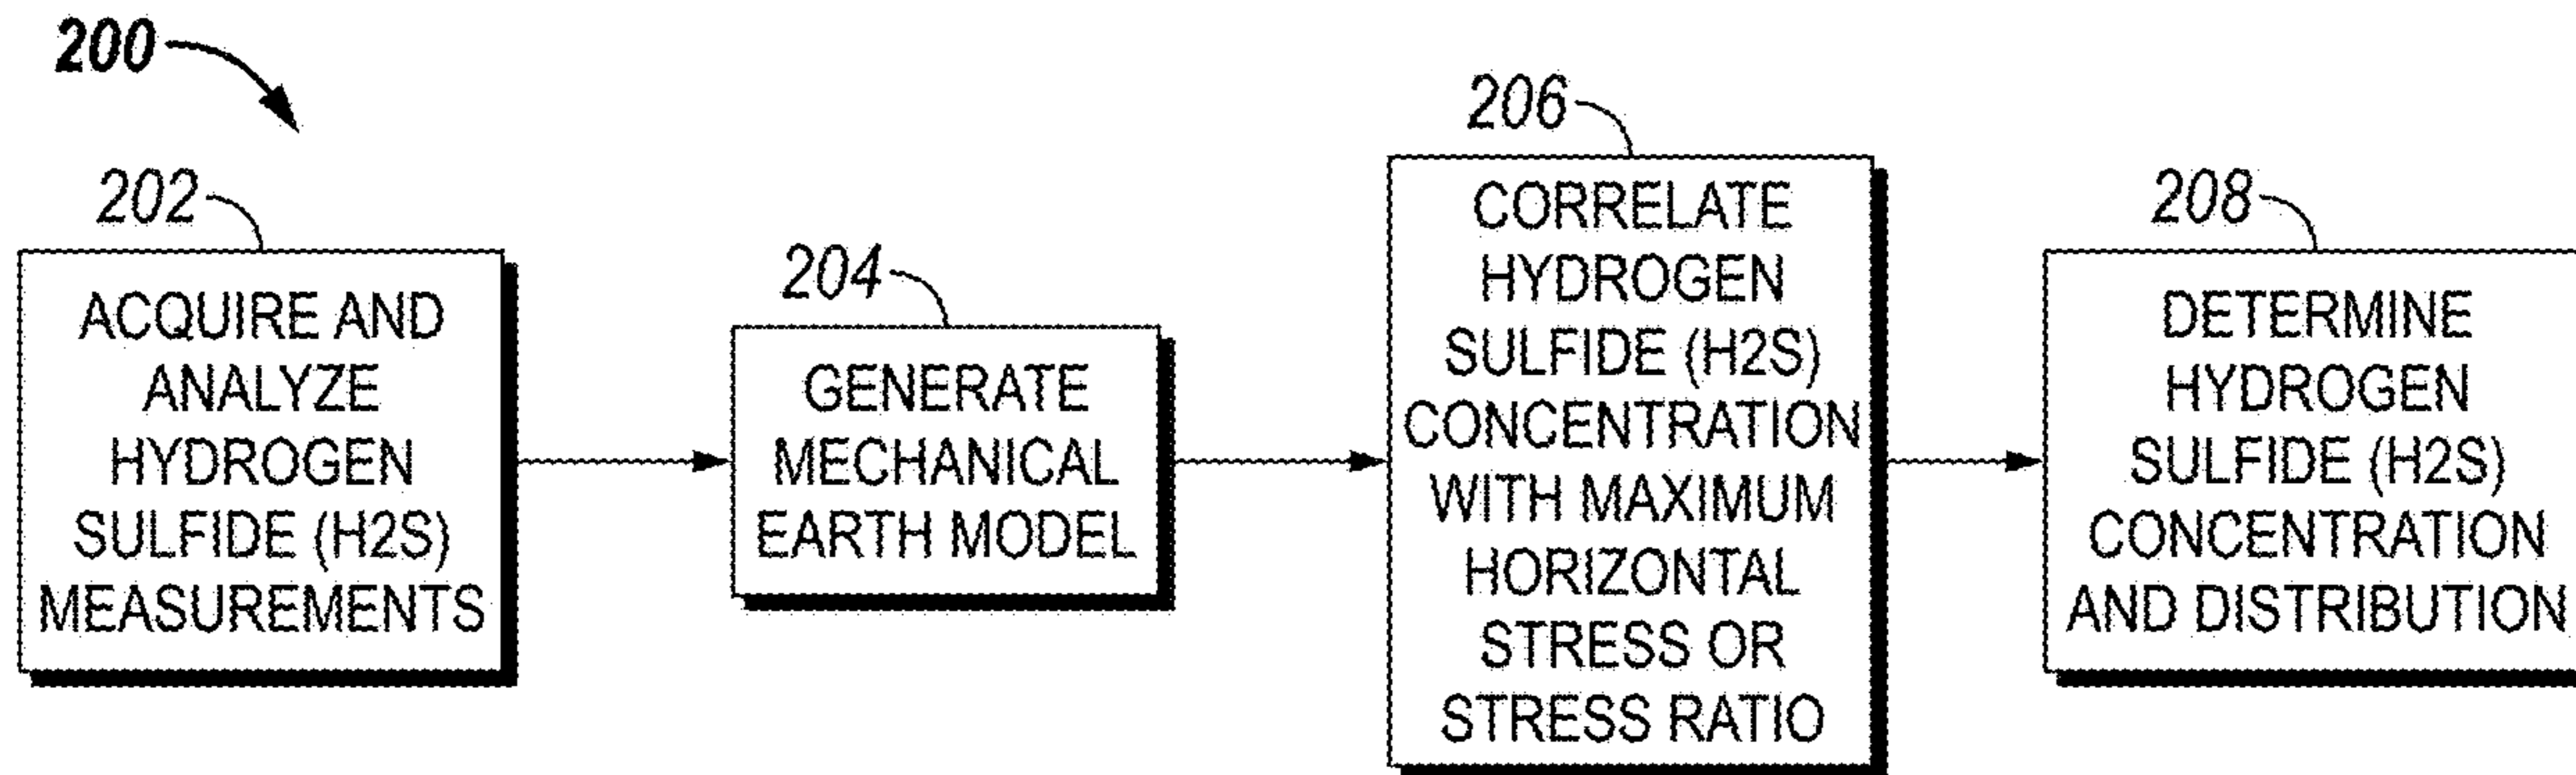 200
202
ACQUIRE AND
ANALYZE
HYDROGEN
SULFIDE (H2S)
MEASUREMENTS
204
GENERATE
MECHANICAL
EARTH MODEL
206
CORRELATE
HYDROGEN
SULFIDE (H2S)
CONCENTRATION
WITH MAXIMUM
HORIZONTAL
STRESS OR
STRESS RATIO
208
DETERMINE
HYDROGEN
SULFIDE (H2S)
CONCENTRATION
AND DISTRIBUTION